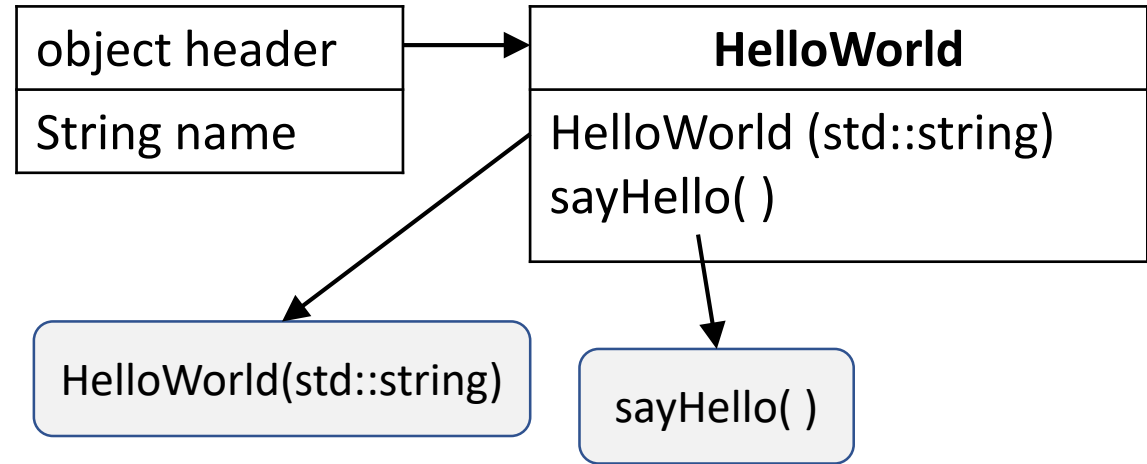 object header
String name
HelloWorld
HelloWorld (std::string)
sayHello( )
HelloWorld(std::string)
sayHello( )